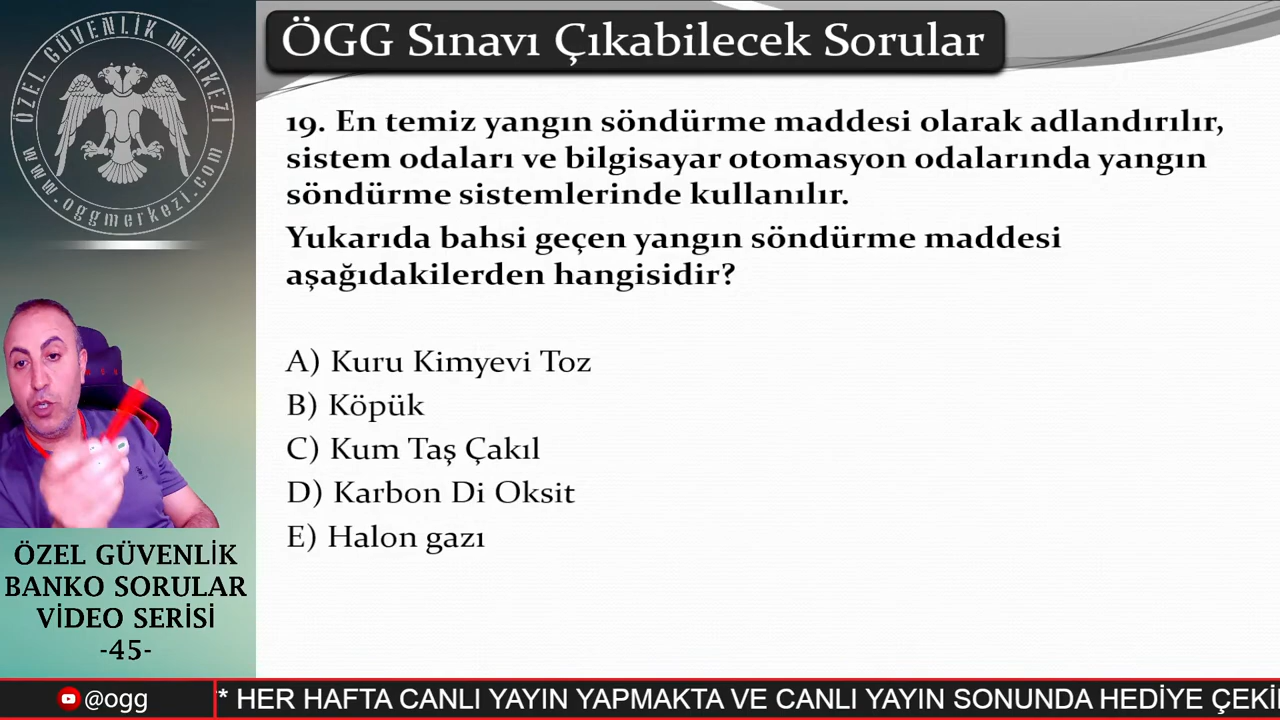 ÖZEL GÜVENLİK MERKEZİ
www.oggmerkezi.com
ÖGG Sınavı Çıkabilecek Sorular
19. En temiz yangın söndürme maddesi olarak adlandırılır,
sistem odaları ve bilgisayar otomasyon odalarında yangın
söndürme sistemlerinde kullanılır.
Yukarıda bahsi geçen yangın söndürme maddesi
aşağıdakilerden hangisidir?
A) Kuru Kimyevi Toz
B) Köpük
C) Kum Taş Çakıl
D) Karbon Di Oksit
E) Halon gazı
ÖZEL GÜVENLİK
BANKO SORULAR
VİDEO SERİSİ
-45-
@ogg
* HER HAFTA CANLI YAYIN YAPMAKTA VE CANLI YAYIN SONUNDA HEDİYE ÇEKİ